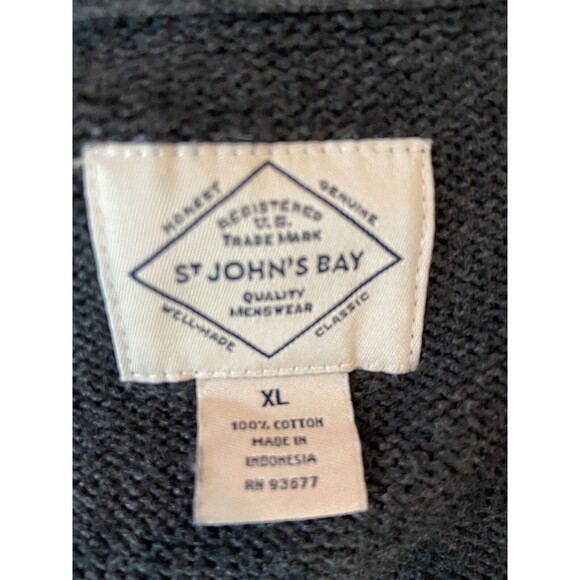 HONEST
GENUINE
REGISTERED
U.S.
TRADE MARK
ST JOHN'S BAY
QUALITY
MENSWEAR
WELL-MADE
CLASSIC
XL
100% COTTON
MADE IN
INDONESIA
RN 93677